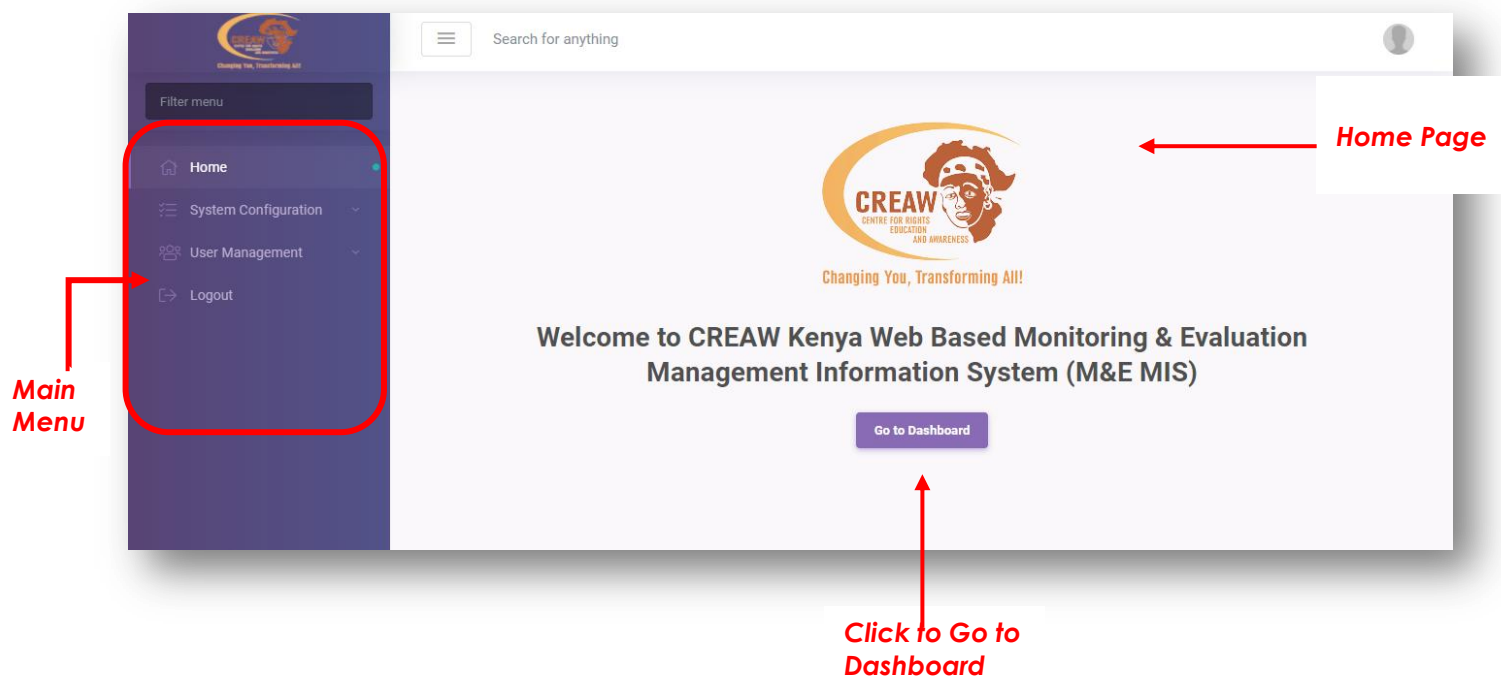 CREAW
Changing You, Transforming All!
Search for anything
Filter menu
Home
System Configuration
User Management
Logout
Main
Menu
CREAW
CENTRE FOR RIGHTS
EDUCATION
AND AWARENESS
Changing You, Transforming All!
Home Page
Welcome to CREAW Kenya Web Based Monitoring & Evaluation
Management Information System (M&E MIS)
Go to Dashboard
Click to Go to
Dashboard